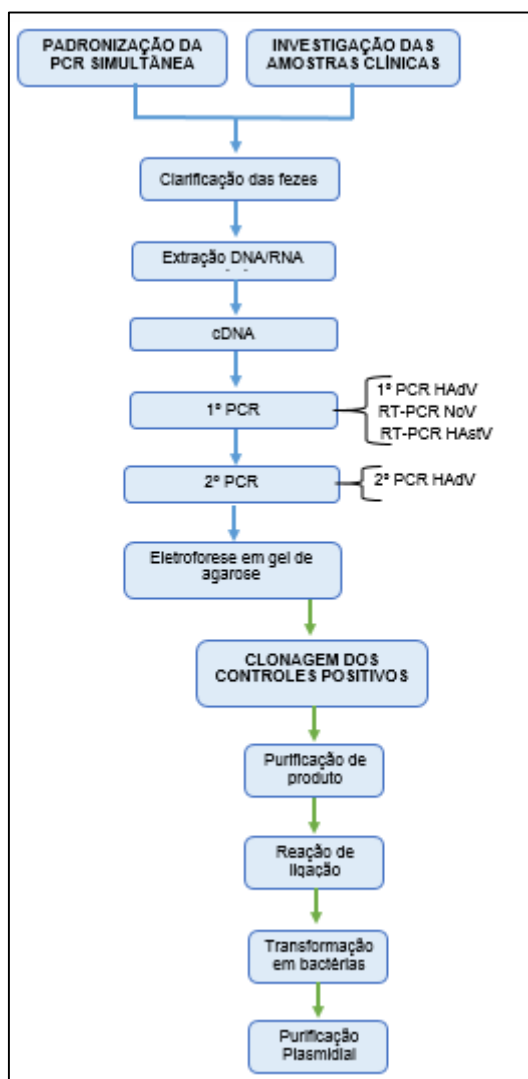 PADRONIZAÇÃO DA
PCR SIMULTÂNEA
INVESTIGAÇÃO DAS
AMOSTRAS CLÍNICAS
Clarificação das fezes
Extração DNA/RNA
cDNA
1º PCR
1º PCR HAdV
RT-PCR NoV
RT-PCR HAstV
2º PCR
2º PCR HAdV
Eletroforese em gel de
agarose
CLONAGEM DOS
CONTROLES POSITIVOS
Purificação de
produto
Reação de
ligação
Transformação
em bactérias
Purificação
Plasmidial